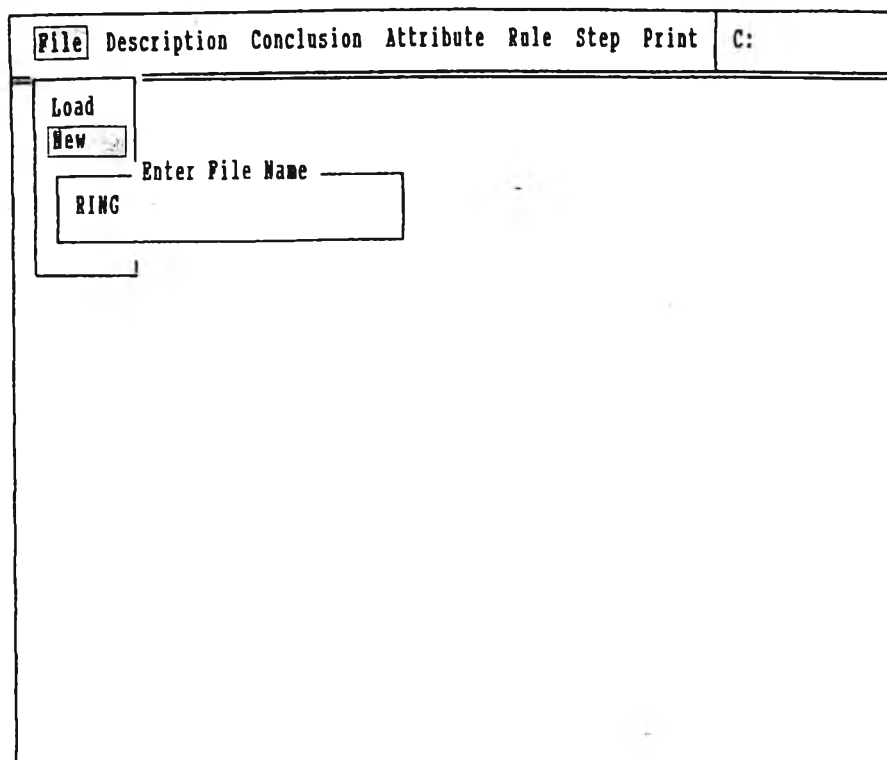 File Description Conclusion Attribute Rule Step Print C:
Load
New
Enter File Name
RING